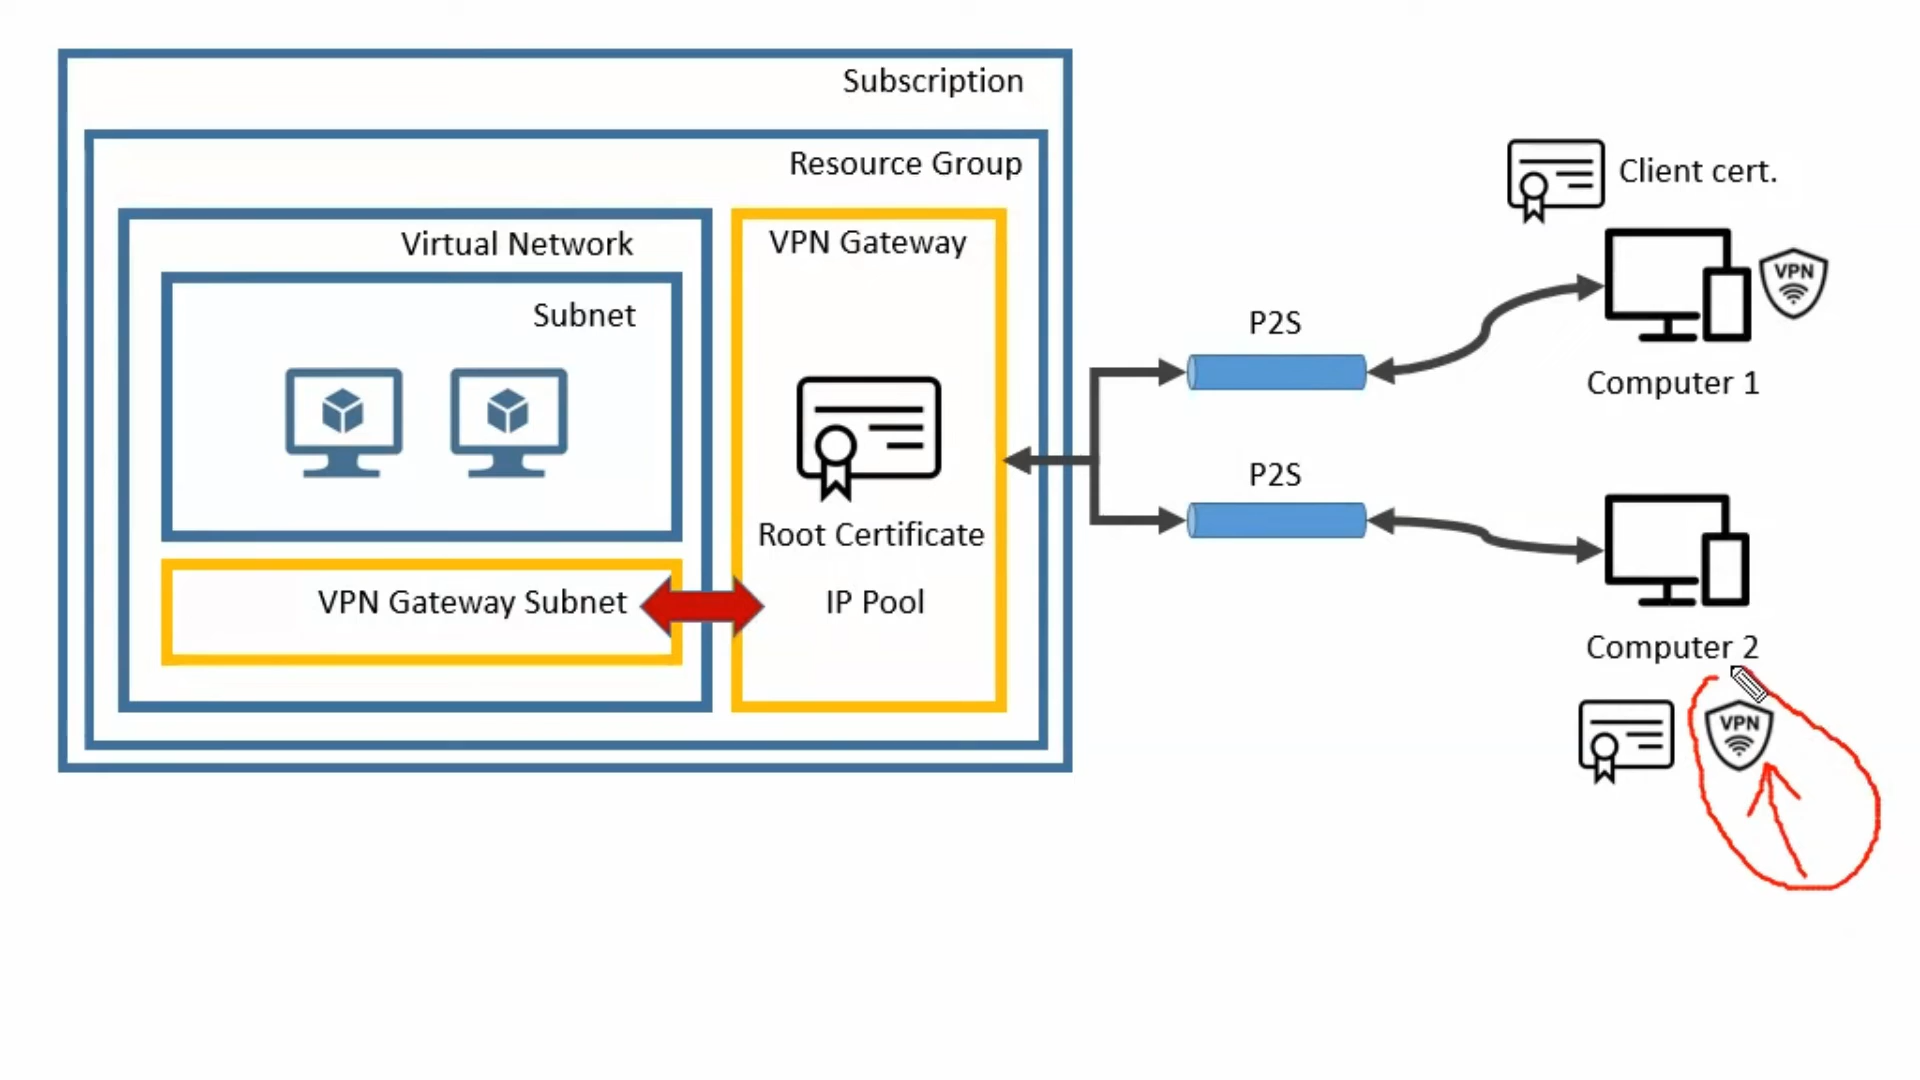 Subscription
Resource Group
Virtual Network
Subnet
VPN Gateway Subnet
VPN Gateway
Root Certificate
IP Pool
P2S
P2S
Client cert.
VPN
Computer 1
Computer 2
VPN